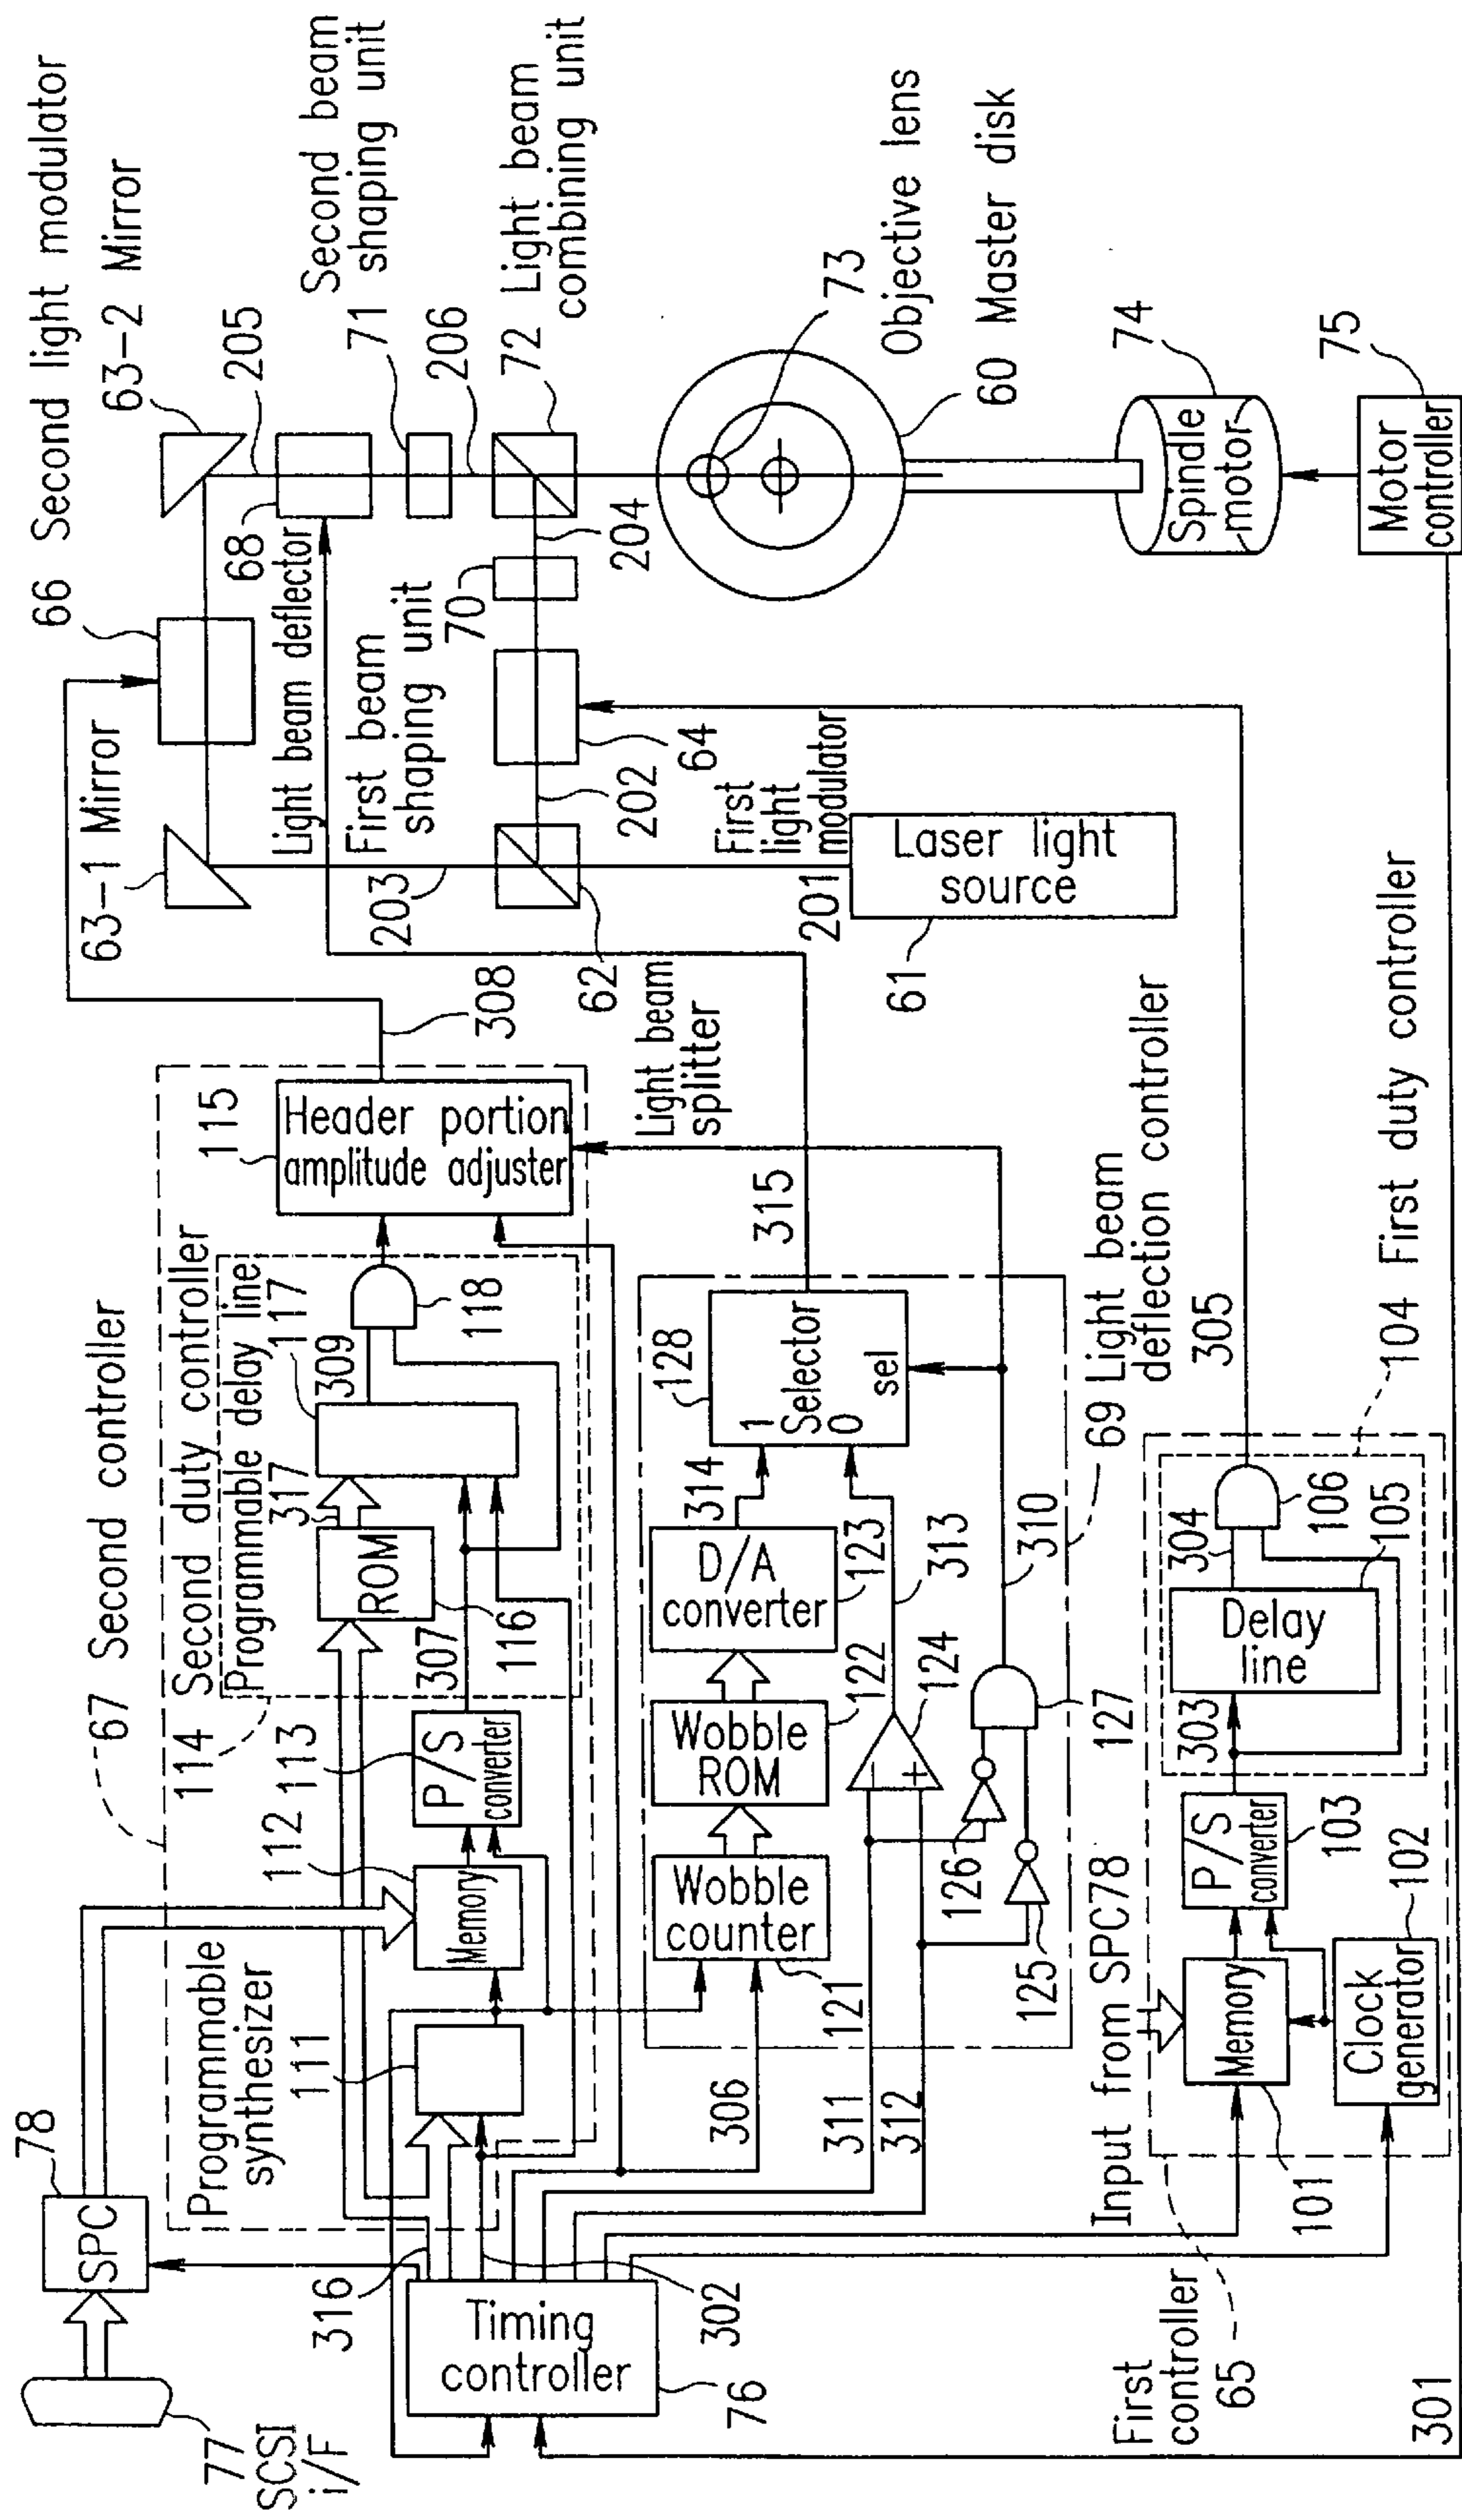 77
SCSI
i/F
78
SPC
316
Timing
controller
76
302
Programmable
synthesizer
111
112
Memory
113
P/S
converter
307
ROM
116
317
309
117
118
114
Second duty controller
Programmable delay line
67 Second controller
115
Header portion
amplitude adjuster
308
306
311
312
Wobble
counter
121
Wobble
ROM
122
D/A
converter
123
314
313
124
−
+
125
126
127
310
128
1
Selector
0
sel
315
69 Light beam
deflection controller
First
controller
65
Input from SPC78
101
Memory
Clock
generator
102
P/S
converter
103
303
Delay
line
105
304
106
305
104 First duty controller
301
63-1 Mirror
66 Second light modulator
63-2 Mirror
205
68
Light beam deflector
Second beam
shaping unit
71
206
72 Light beam
combining unit
204
70
First beam
shaping unit
64
First
light
modulator
202
203
62
Light beam
splitter
201
Laser light
source
61
73
Objective lens
60 Master disk
74
Spindle
motor
75
Motor
controller